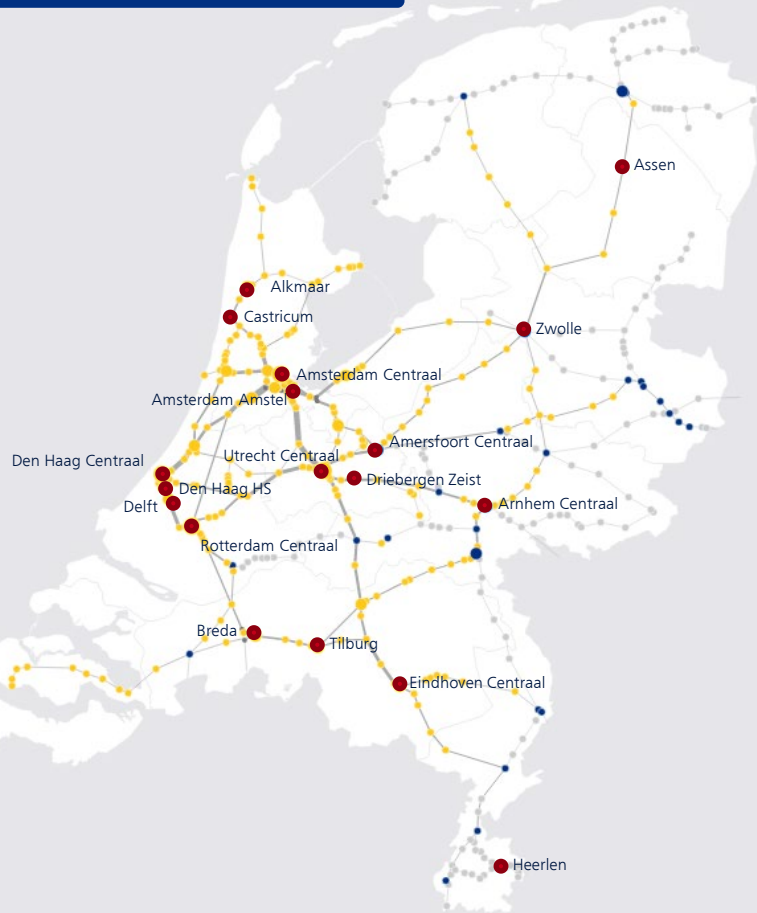 Assen
Alkmaar
Castricum
Zwolle
Amsterdam Centraal
Amsterdam Amstel
Amersfoort Centraal
Utrecht Centraal
Den Haag Centraal
Driebergen Zeist
Den Haag HS
Delft
Arnhem Centraal
Rotterdam Centraal
Breda
Tilburg
Eindhoven Centraal
Heerlen